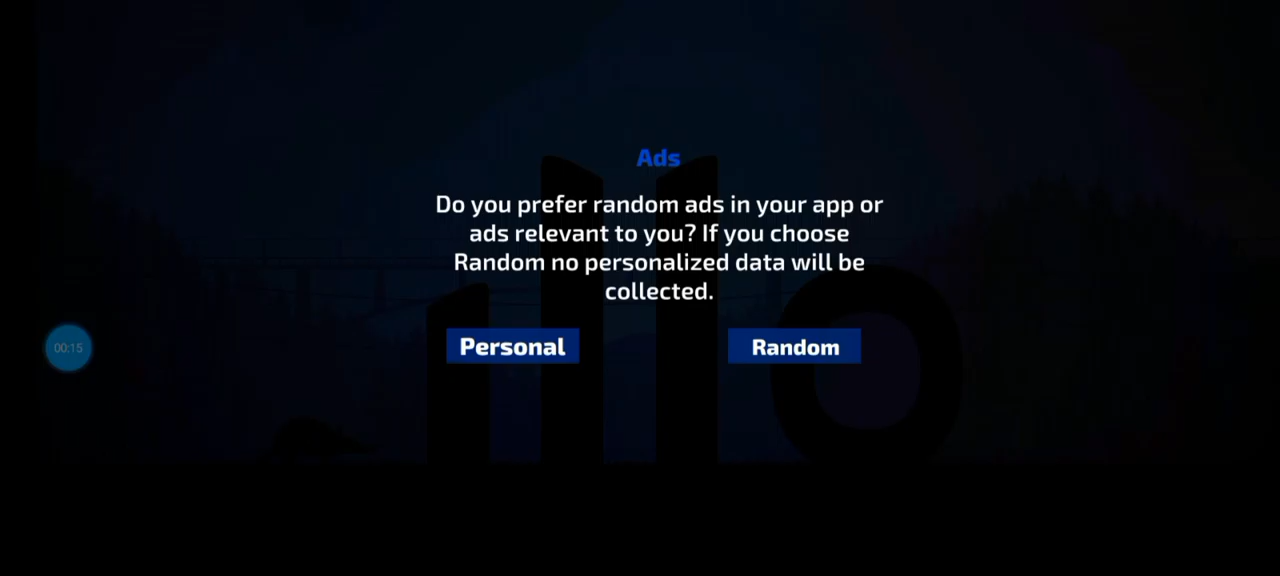 Ads
Do you prefer random ads in your app or
ads relevant to you? If you choose
Random no personalized data will be
collected.
00:15
Personal
Random